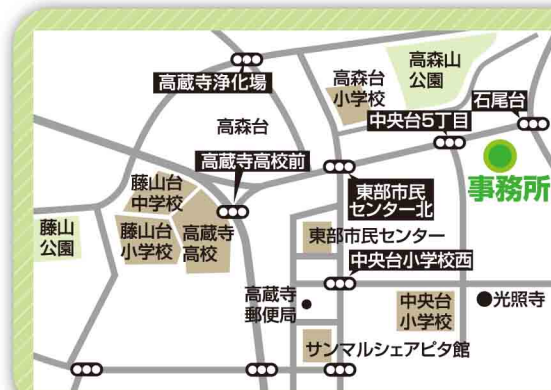 高蔵寺浄化場
高森台
小学校
高森山
公園
石尾台
中央台5丁目
高森台
高蔵寺高校前
事務所
東部市民
センター北
藤山台
中学校
藤山
公園
藤山台
小学校
高蔵寺
高校
東部市民センター
中央台小学校西
高蔵寺
郵便局
中央台
小学校
光照寺
サンマルシェアピタ館